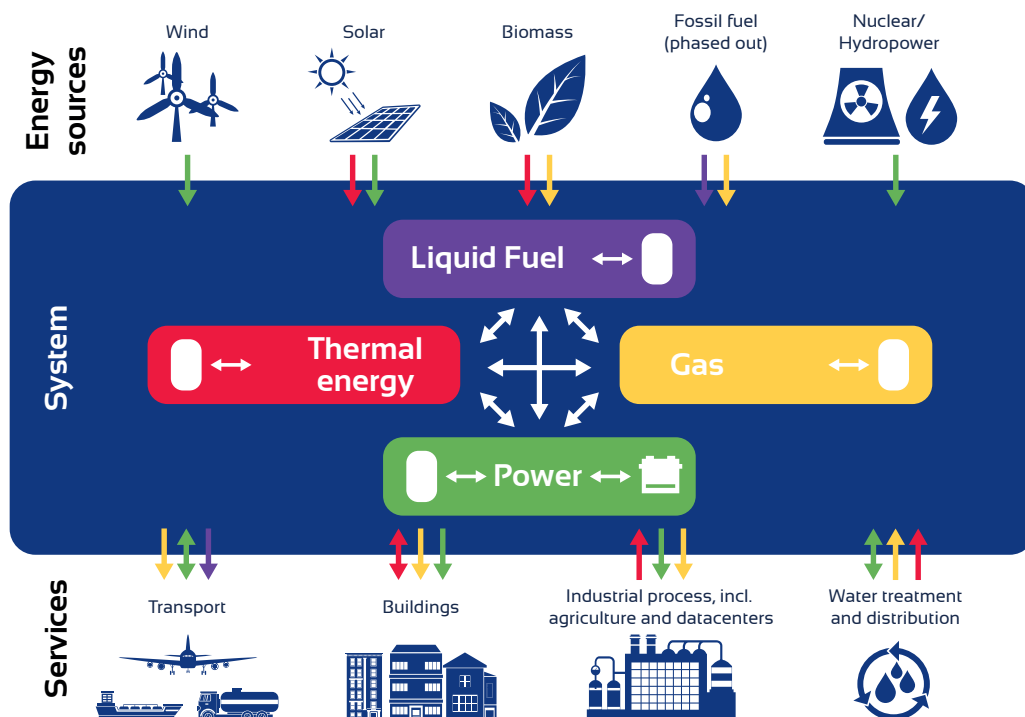 Energy
sources
Wind
Solar
Biomass
Fossil fuel
(phased out)
Nuclear/
Hydropower
System
Liquid Fuel
Thermal
energy
Gas
Power
Services
Transport
Buildings
Industrial process, incl.
agriculture and datacenters
Water treatment
and distribution